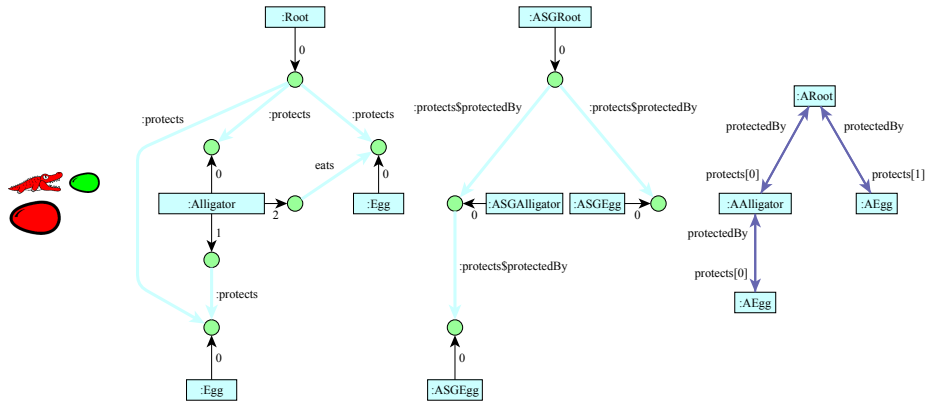 :Root
0
:protects
:protects
:protects
eats
0
0
:Alligator
2
:Egg
1
:protects
0
:Egg
:ASGRoot
0
:protects$protectedBy
:protects$protectedBy
0
:ASGAlligator
:ASGEgg
0
:protects$protectedBy
0
:ASGEgg
:ARoot
protectedBy
protectedBy
protects[0]
protects[1]
:AAlligator
:AEgg
protectedBy
protects[0]
:AEgg